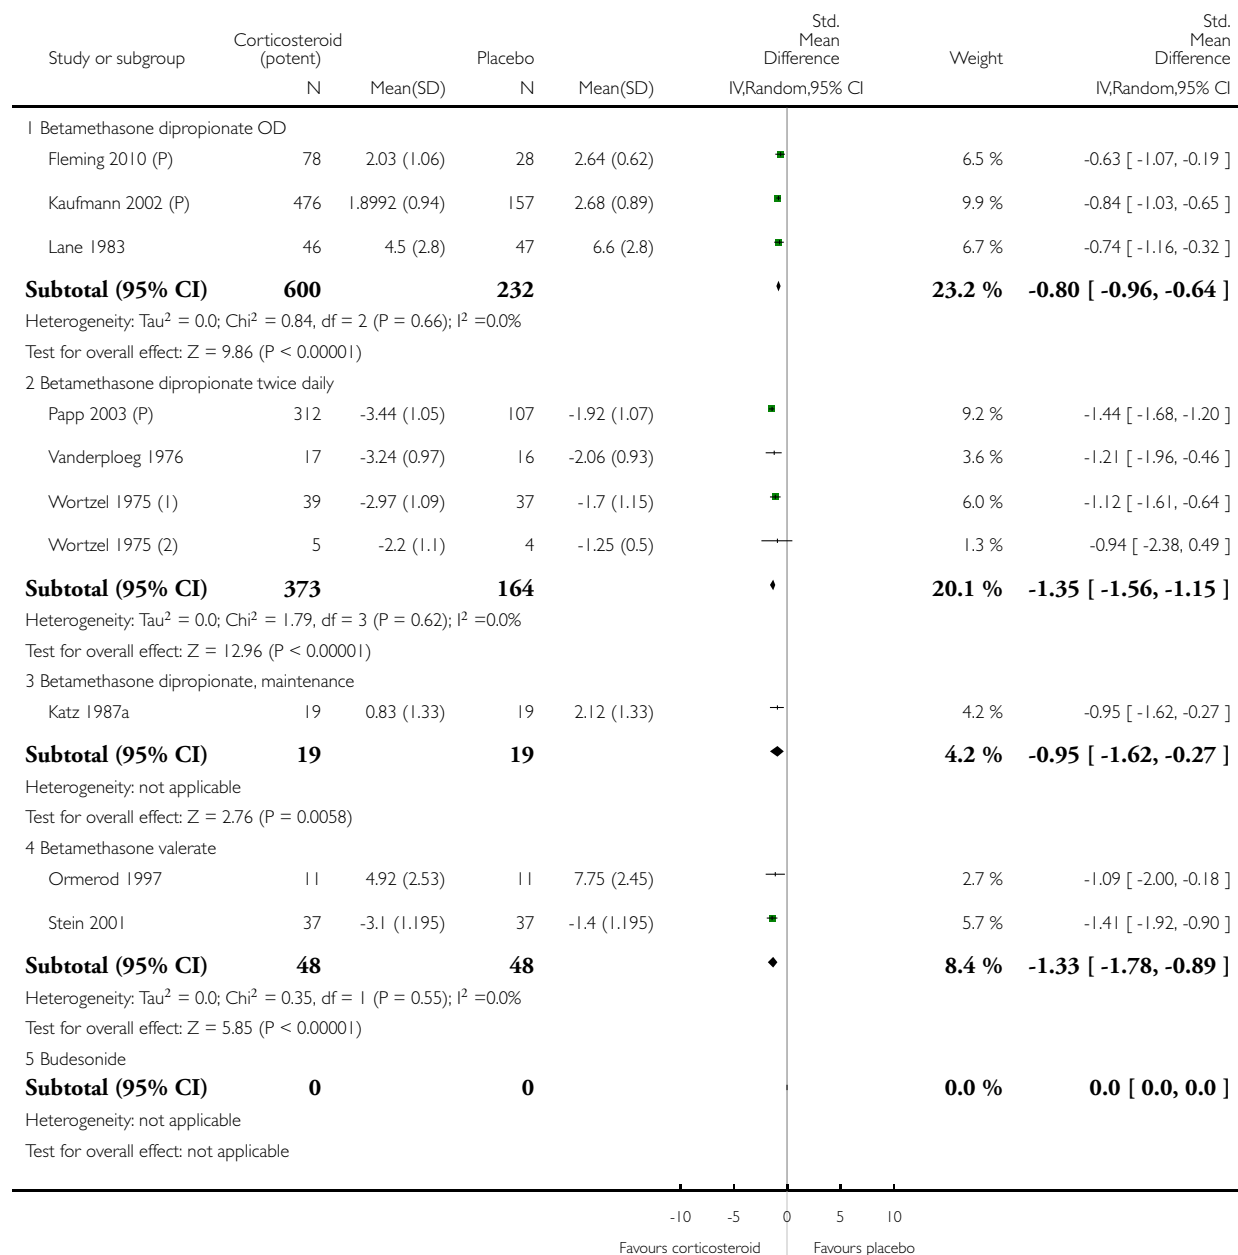 Study or subgroup Corticosteroid (potent) Placebo Std. Mean Difference Weight Std. Mean Difference
N Mean(SD) N Mean(SD) IV,Random,95% CI IV,Random,95% CI
1 Betamethasone dipropionate OD
Fleming 2010 (P) 78 2.03 (1.06) 28 2.64 (0.62) 6.5 % -0.63 [ -1.07, -0.19 ]
Kaufmann 2002 (P) 476 1.8992 (0.94) 157 2.68 (0.89) 9.9 % -0.84 [ -1.03, -0.65 ]
Lane 1983 46 4.5 (2.8) 47 6.6 (2.8) 6.7 % -0.74 [ -1.16, -0.32 ]
Subtotal (95% CI) 600 232 23.2 % -0.80 [ -0.96, -0.64 ]
Heterogeneity: Tau² = 0.0; Chi² = 0.84, df = 2 (P = 0.66); I² =0.0%
Test for overall effect: Z = 9.86 (P < 0.00001)
2 Betamethasone dipropionate twice daily
Papp 2003 (P) 312 -3.44 (1.05) 107 -1.92 (1.07) 9.2 % -1.44 [ -1.68, -1.20 ]
Vanderploeg 1976 17 -3.24 (0.97) 16 -2.06 (0.93) 3.6 % -1.21 [ -1.96, -0.46 ]
Wortzel 1975 (1) 39 -2.97 (1.09) 37 -1.7 (1.15) 6.0 % -1.12 [ -1.61, -0.64 ]
Wortzel 1975 (2) 5 -2.2 (1.1) 4 -1.25 (0.5) 1.3 % -0.94 [ -2.38, 0.49 ]
Subtotal (95% CI) 373 164 20.1 % -1.35 [ -1.56, -1.15 ]
Heterogeneity: Tau² = 0.0; Chi² = 1.79, df = 3 (P = 0.62); I² =0.0%
Test for overall effect: Z = 12.96 (P < 0.00001)
3 Betamethasone dipropionate, maintenance
Katz 1987a 19 0.83 (1.33) 19 2.12 (1.33) 4.2 % -0.95 [ -1.62, -0.27 ]
Subtotal (95% CI) 19 19 4.2 % -0.95 [ -1.62, -0.27 ]
Heterogeneity: not applicable
Test for overall effect: Z = 2.76 (P = 0.0058)
4 Betamethasone valerate
Ormerod 1997 11 4.92 (2.53) 11 7.75 (2.45) 2.7 % -1.09 [ -2.00, -0.18 ]
Stein 2001 37 -3.1 (1.195) 37 -1.4 (1.195) 5.7 % -1.41 [ -1.92, -0.90 ]
Subtotal (95% CI) 48 48 8.4 % -1.33 [ -1.78, -0.89 ]
Heterogeneity: Tau² = 0.0; Chi² = 0.35, df = 1 (P = 0.55); I² =0.0%
Test for overall effect: Z = 5.85 (P < 0.00001)
5 Budesonide
Subtotal (95% CI) 0 0 0.0 % 0.0 [ 0.0, 0.0 ]
Heterogeneity: not applicable
Test for overall effect: not applicable
-10 -5 0 5 10
Favours corticosteroid Favours placebo